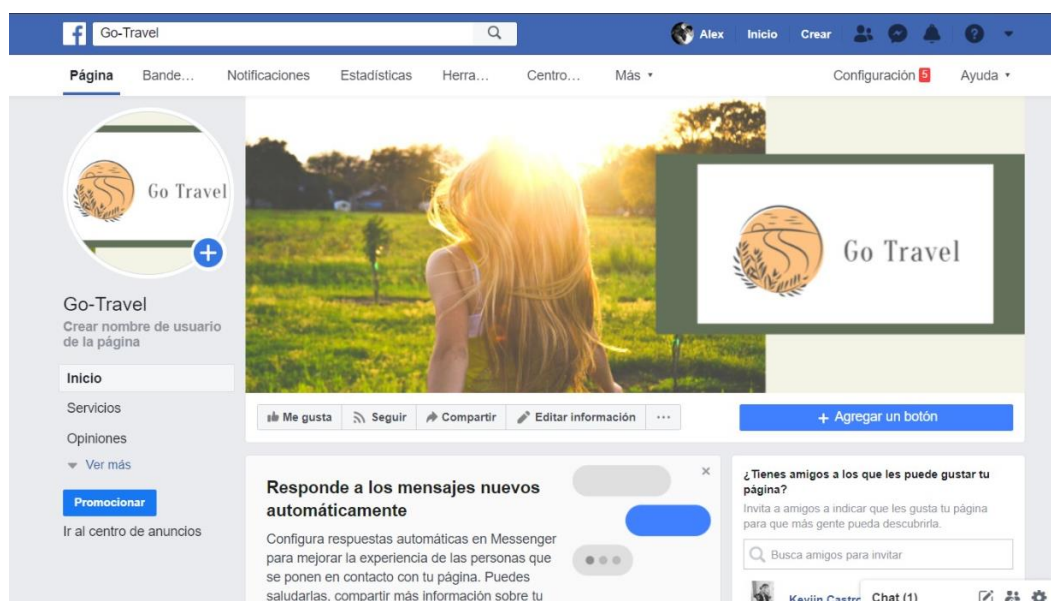 Go-Travel
Alex Inicio Crear
Página Bande... Notificaciones Estadísticas Herra... Centro... Más Configuración 5 Ayuda
Go Travel
Go Travel
Go-Travel
Crear nombre de usuario
de la página
Inicio
Servicios
Opiniones
Ver más
Promocionar
Ir al centro de anuncios
Me gusta Seguir Compartir Editar información ...
+ Agregar un botón
Responde a los mensajes nuevos
automáticamente
Configura respuestas automáticas en Messenger
para mejorar la experiencia de las personas que
se ponen en contacto con tu página. Puedes
saludarlas, compartir más información sobre tu
¿Tienes amigos a los que les puede gustar tu
página?
Invita a amigos a indicar que les gusta tu página
para que más gente pueda descubrirla.
Busca amigos para invitar
Chat (1)